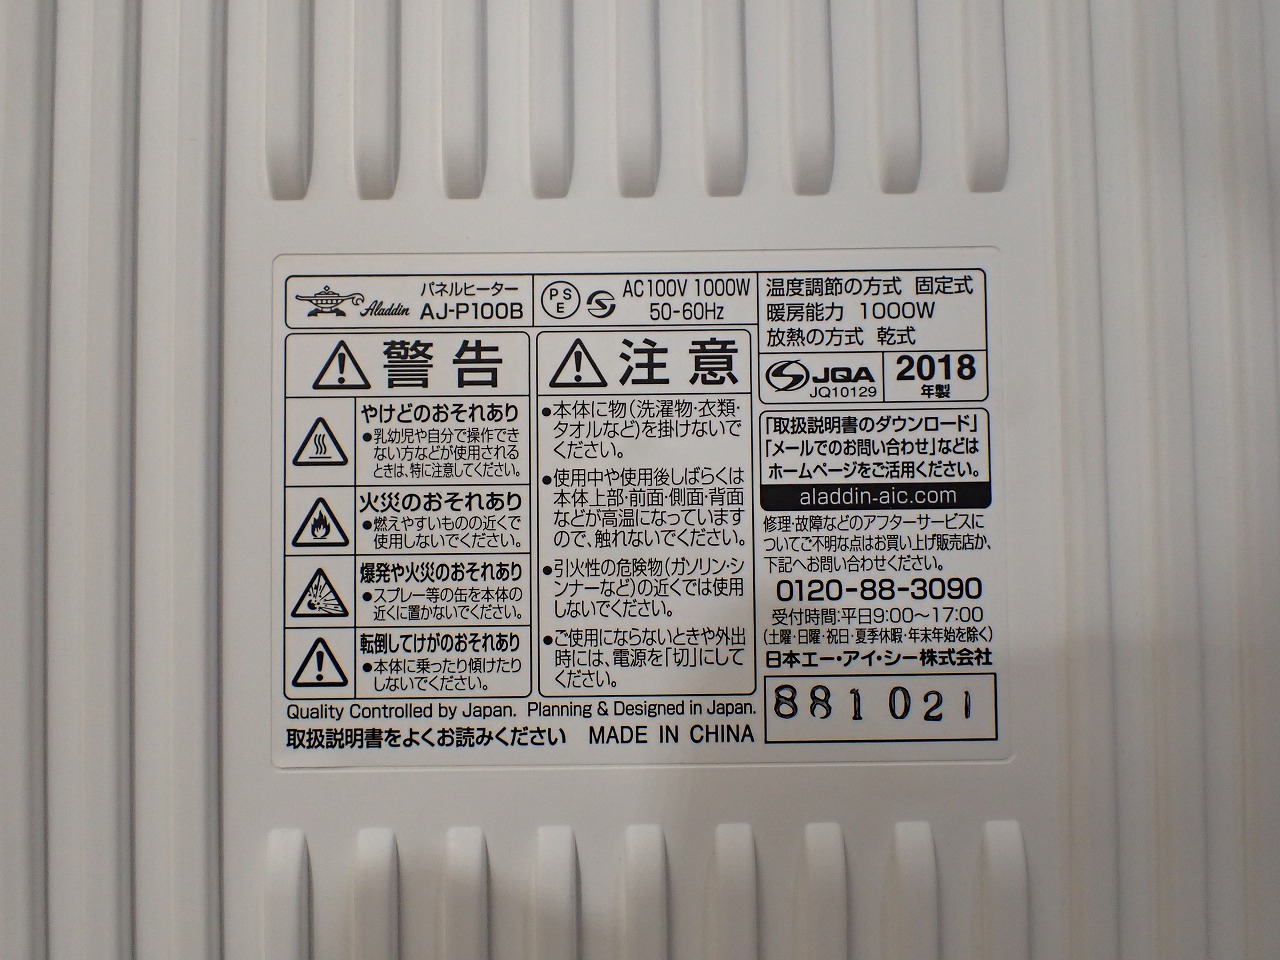 Aladdin
パネルヒーター
AJ-P100B
PS
E
AC100V 1000W
50-60Hz
温度調節の方式 固定式
暖房能力 1000W
放熱の方式 乾式
JQA
JQ10129
2018
年製
警告
やけどのおそれあり
●乳幼児や自分で操作でき
ない方などが使用される
ときは、特に注意してください。
火災のおそれあり
●燃えやすいものの近くで
使用しないでください。
爆発や火災のおそれあり
●スプレー等の缶を本体の
近くに置かないでください。
転倒してけがのおそれあり
●本体に乗ったり傾けたり
しないでください。
注意
●本体に物(洗濯物・衣類・
タオルなど)を掛けないで
ください。
●使用中や使用後しばらくは
本体上部・前面・側面・背面
などが高温になっています
ので、触れないでください。
●引火性の危険物(ガソリン・シ
ンナーなど)の近くでは使用
しないでください。
●ご使用にならないときや外出
時には、電源を「切」にして
ください。
「取扱説明書のダウンロード」
「メールでのお問い合わせ」などは
ホームページをご活用ください。
aladdin-aic.com
修理・故障などのアフターサービスに
ついてご不明な点はお買い上げ販売店か、
下記へお問い合わせください。
0120-88-3090
受付時間:平日9:00~17:00
(土曜・日曜・祝日・夏季休暇・年末年始を除く)
日本エー・アイ・シー株式会社
881021
Quality Controlled by Japan. Planning & Designed in Japan.
取扱説明書をよくお読みください MADE IN CHINA